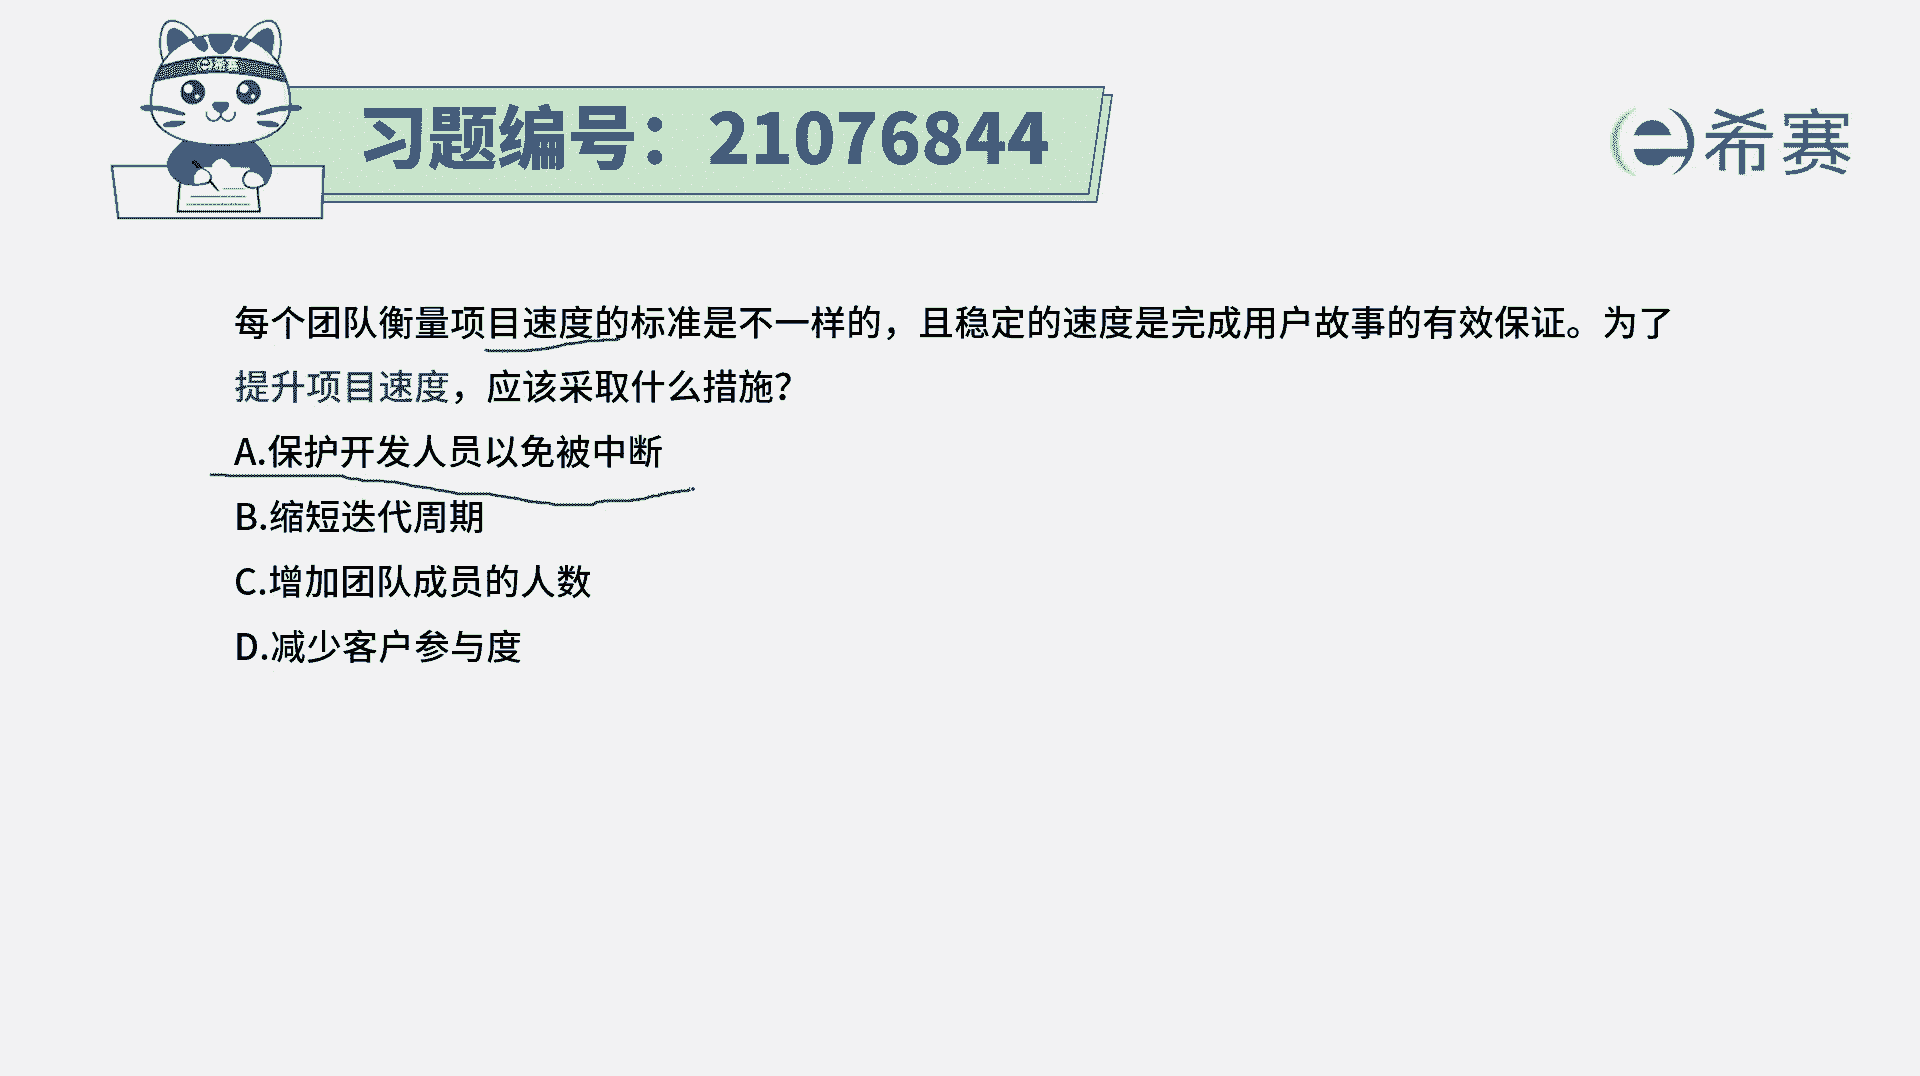 e希赛
习题编号：21076844
e希赛
每个团队衡量项目速度的标准是不一样的，且稳定的速度是完成用户故事的有效保证。为了
提升项目速度，应该采取什么措施？
A.保护开发人员以免被中断
B.缩短迭代周期
C.增加团队成员的人数
D.减少客户参与度